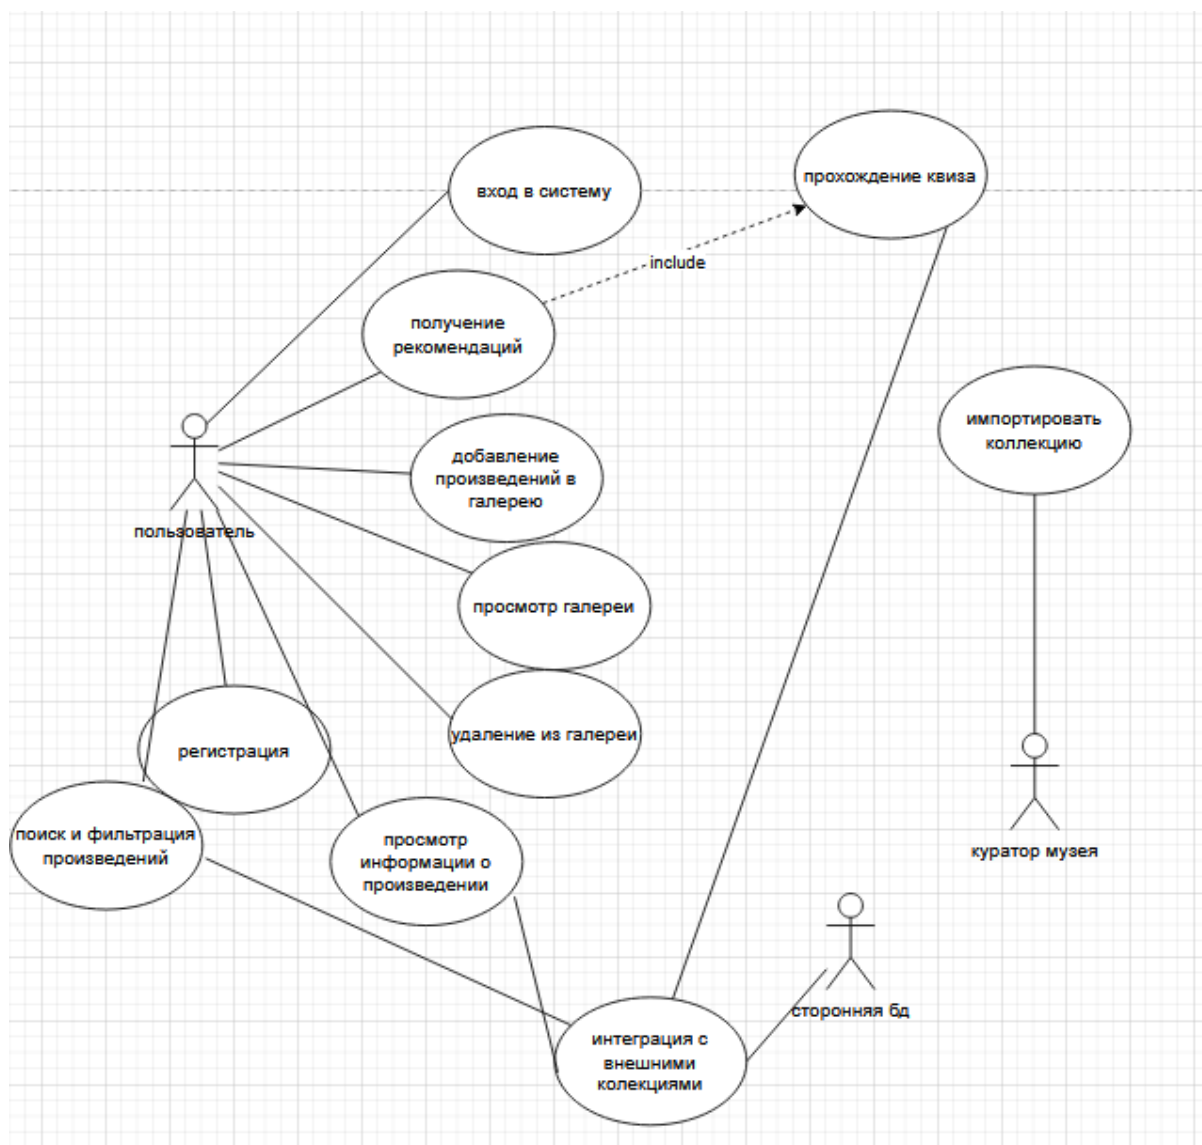 вход в систему
прохождение квиза
include
получение
рекомендаций
импортировать
коллекцию
добавление
произведений в
галерею
пользователь
просмотр галереи
удаление из галереи
регистрация
поиск и фильтрация
произведений
просмотр
информации о
произведении
куратор музея
сторонняя бд
интеграция с
внешними
колекциями